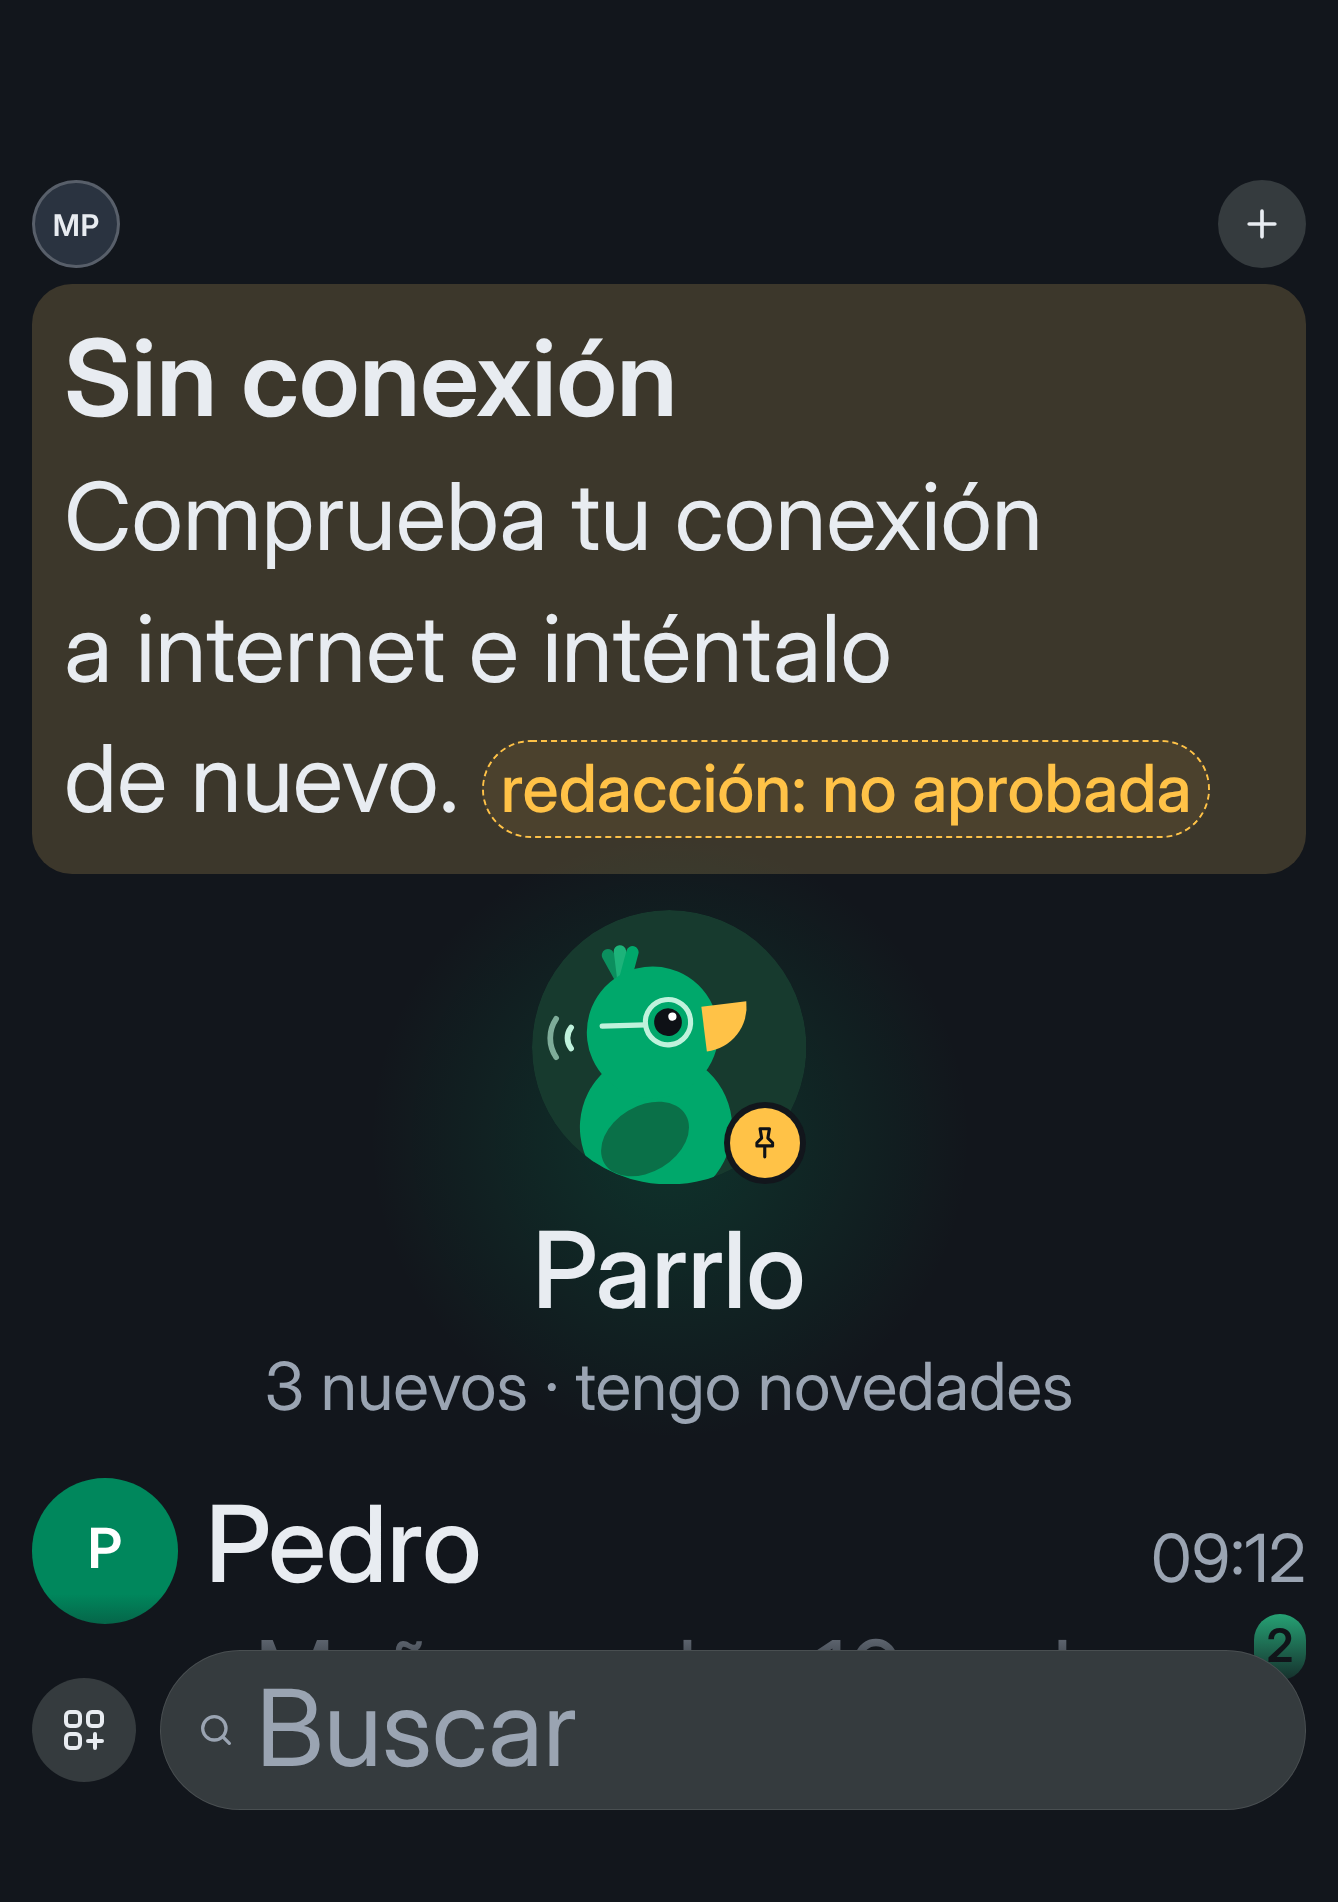 MP
Sin conexión
Comprueba tu conexión
a internet e inténtalo
de nuevo. redacción: no aprobada
Parrlo
3 nuevos · tengo novedades
P Pedro 09:12
2
Buscar